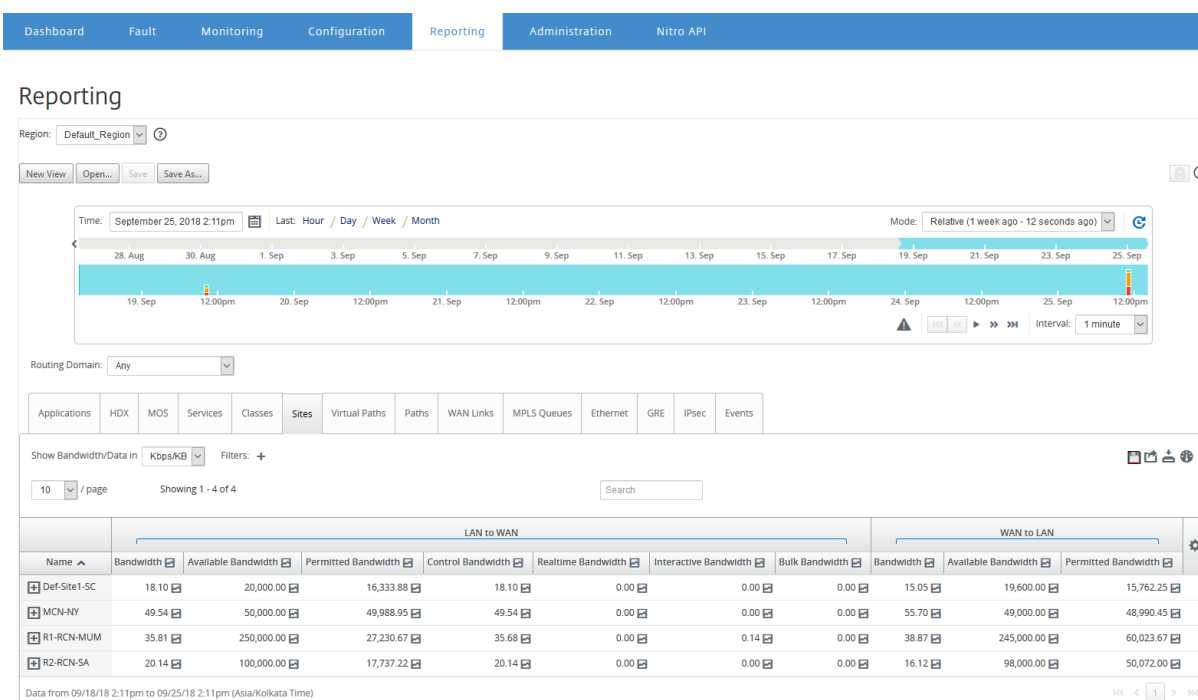 Dashboard Fault Monitoring Configuration Reporting Administration Nitro API
Reporting
Region: Default_Region
New View Open... Save Save As...
Time: September 25, 2018 2:11pm Last: Hour / Day / Week / Month Mode: Relative (1 week ago - 12 seconds ago)
28. Aug 30. Aug 1. Sep 3. Sep 5. Sep 7. Sep 9. Sep 11. Sep 13. Sep 15. Sep 17. Sep 19. Sep 21. Sep 23. Sep 25. Sep
19. Sep 12:00pm 20. Sep 12:00pm 21. Sep 12:00pm 22. Sep 12:00pm 23. Sep 12:00pm 24. Sep 12:00pm 25. Sep 12:00pm
Interval: 1 minute
Routing Domain: Any
Applications HDX MOS Services Classes Sites Virtual Paths Paths WAN Links MPLS Queues Ethernet GRE IPsec Events
Show Bandwidth/Data in Kbps/KB Filters: +
10 / page Showing 1 - 4 of 4 Search
LAN to WAN WAN to LAN
Name Bandwidth Available Bandwidth Permitted Bandwidth Control Bandwidth Realtime Bandwidth Interactive Bandwidth Bulk Bandwidth Bandwidth Available Bandwidth Permitted Bandwidth
Def-Site1-SC 18.10 20,000.00 16,333.88 18.10 0.00 0.00 0.00 15.05 19,600.00 15,762.25
MCN-NY 49.54 50,000.00 49,988.95 49.54 0.00 0.00 0.00 55.70 49,000.00 48,990.45
R1-RCN-MUM 35.81 250,000.00 27,230.67 35.68 0.00 0.14 0.00 38.87 245,000.00 60,023.67
R2-RCN-SA 20.14 100,000.00 17,737.22 20.14 0.00 0.00 0.00 16.12 98,000.00 50,072.00
Data from 09/18/18 2:11pm to 09/25/18 2:11pm (Asia/Kolkata Time) 1